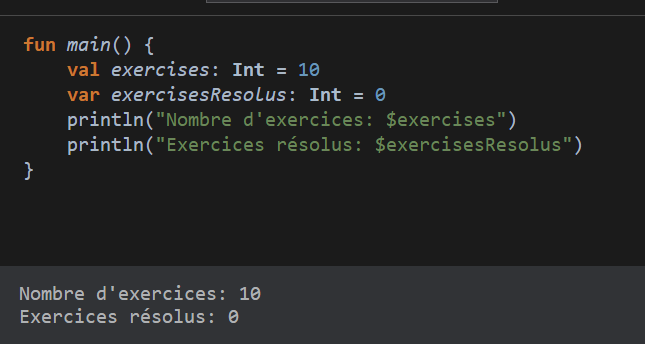 fun main() {
    val exercises: Int = 10
    var exercisesResolus: Int = 0
    println("Nombre d'exercices: $exercises")
    println("Exercices résolus: $exercisesResolus")
}
Nombre d'exercices: 10
Exercices résolus: 0